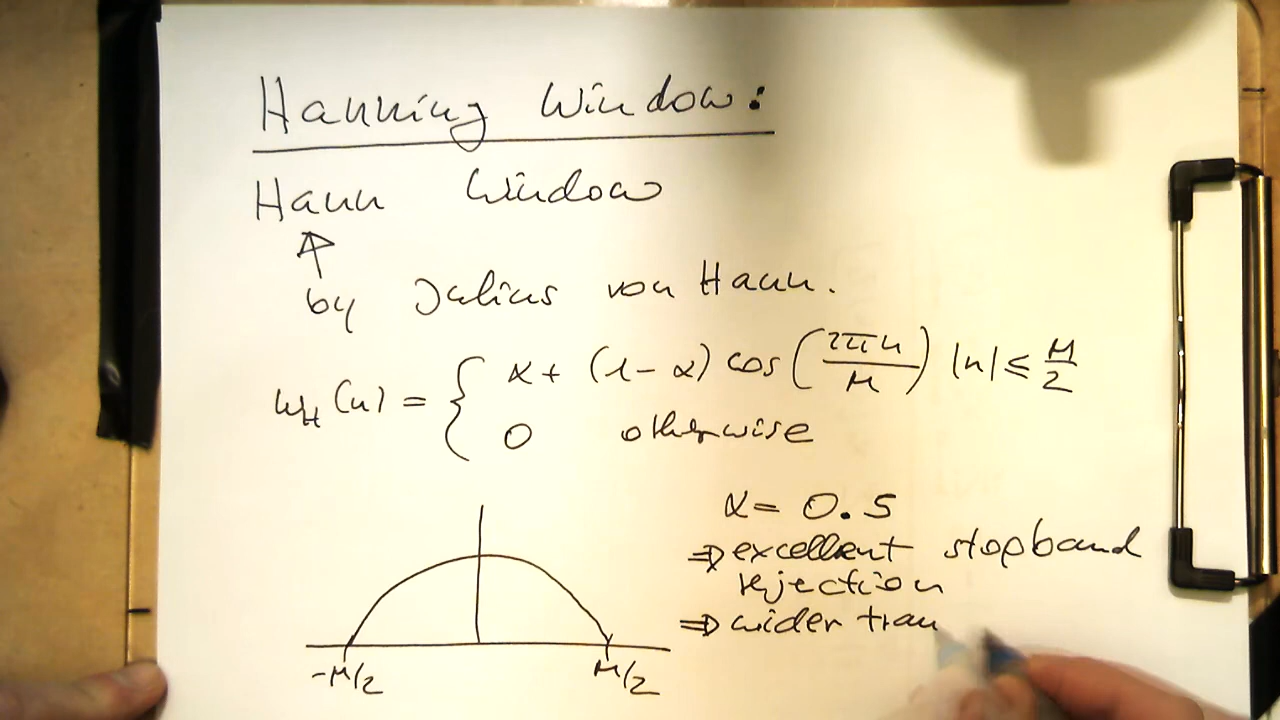 Hanning Window:
Hann Window
by Julius von Hann.
w_H(n) = { α + (1-α) cos(2πn/M) |n| ≤ M/2
0 otherwise
α = 0.5
⇒ excellent stopband
rejection
⇒ wider tran
-M/2 M/2